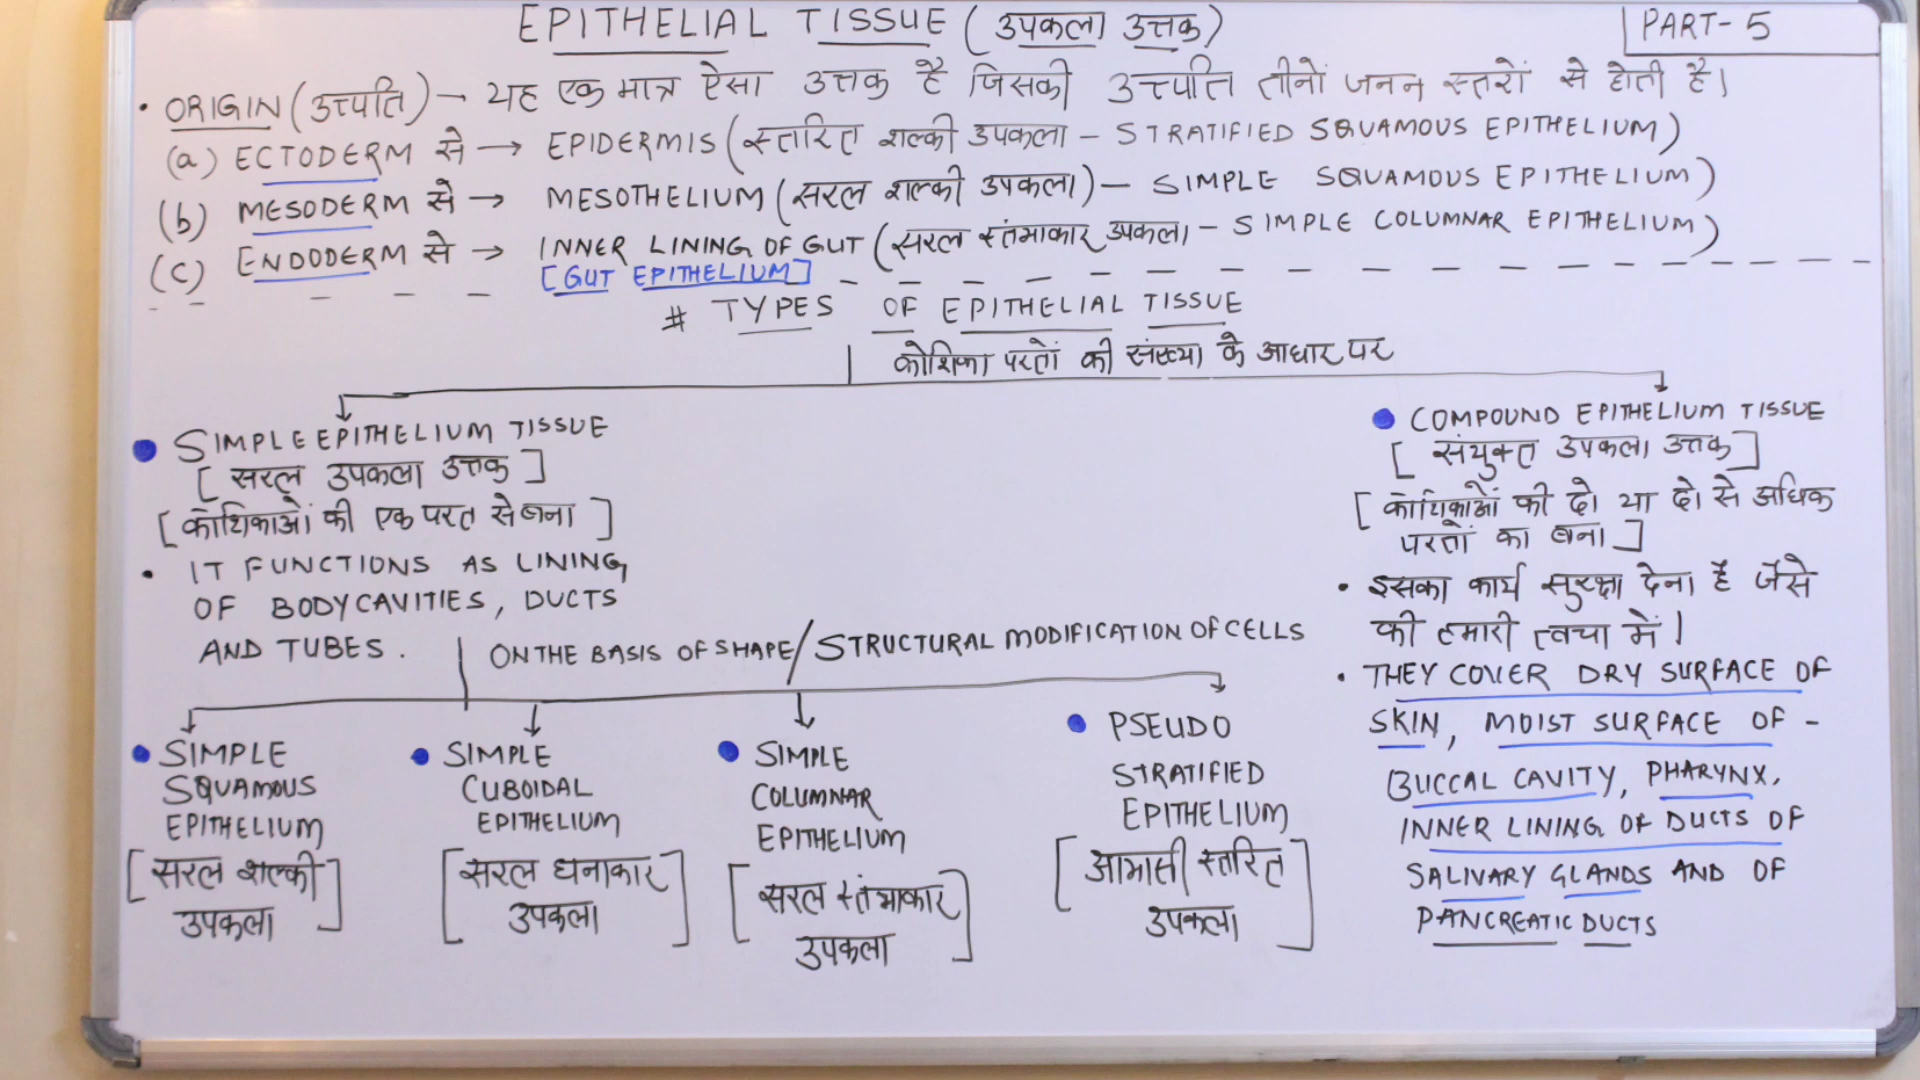 EPITHELIAL TISSUE (उपकला उत्तक)
PART-5
• ORIGIN (उत्त्पति) → यह एक मात्र ऐसा उत्तक है जिसकी उत्त्पति तीनों जनन स्तरों से होती है।
(a) ECTODERM से → EPIDERMIS (स्तरित शल्की उपकला - STRATIFIED SQUAMOUS EPITHELIUM)
(b) MESODERM से → MESOTHELIUM (सरल शल्की उपकला) - SIMPLE SQUAMOUS EPITHELIUM)
(c) ENDODERM से → INNER LINING OF GUT (सरल स्तंभाकार उपकला - SIMPLE COLUMNAR EPITHELIUM)
[GUT EPITHELIUM]
# TYPES OF EPITHELIAL TISSUE
कोशिका परतों की संख्या के आधार पर
• SIMPLE EPITHELIUM TISSUE
[सरल उपकला उत्तक]
[कोशिकाओं की एक परत से बना]
• IT FUNCTIONS AS LINING
OF BODY CAVITIES, DUCTS
AND TUBES.
ON THE BASIS OF SHAPE/STRUCTURAL MODIFICATION OF CELLS
• SIMPLE
SQUAMOUS
EPITHELIUM
[सरल शल्की
उपकला]
• SIMPLE
CUBOIDAL
EPITHELIUM
[सरल घनाकार
उपकला]
• SIMPLE
COLUMNAR
EPITHELIUM
[सरल स्तंभाकार
उपकला]
• PSEUDO
STRATIFIED
EPITHELIUM
[आभासी स्तरित
उपकला]
• COMPOUND EPITHELIUM TISSUE
[संयुक्त उपकला उत्तक]
[कोशिकाओं की दो या दो से अधिक
परतों का बना]
• इसका कार्य सुरक्षा देना है जैसे
की हमारी त्वचा में।
• THEY COVER DRY SURFACE OF
SKIN, MOIST SURFACE OF -
BUCCAL CAVITY, PHARYNX,
INNER LINING OF DUCTS OF
SALIVARY GLANDS AND OF
PANCREATIC DUCTS